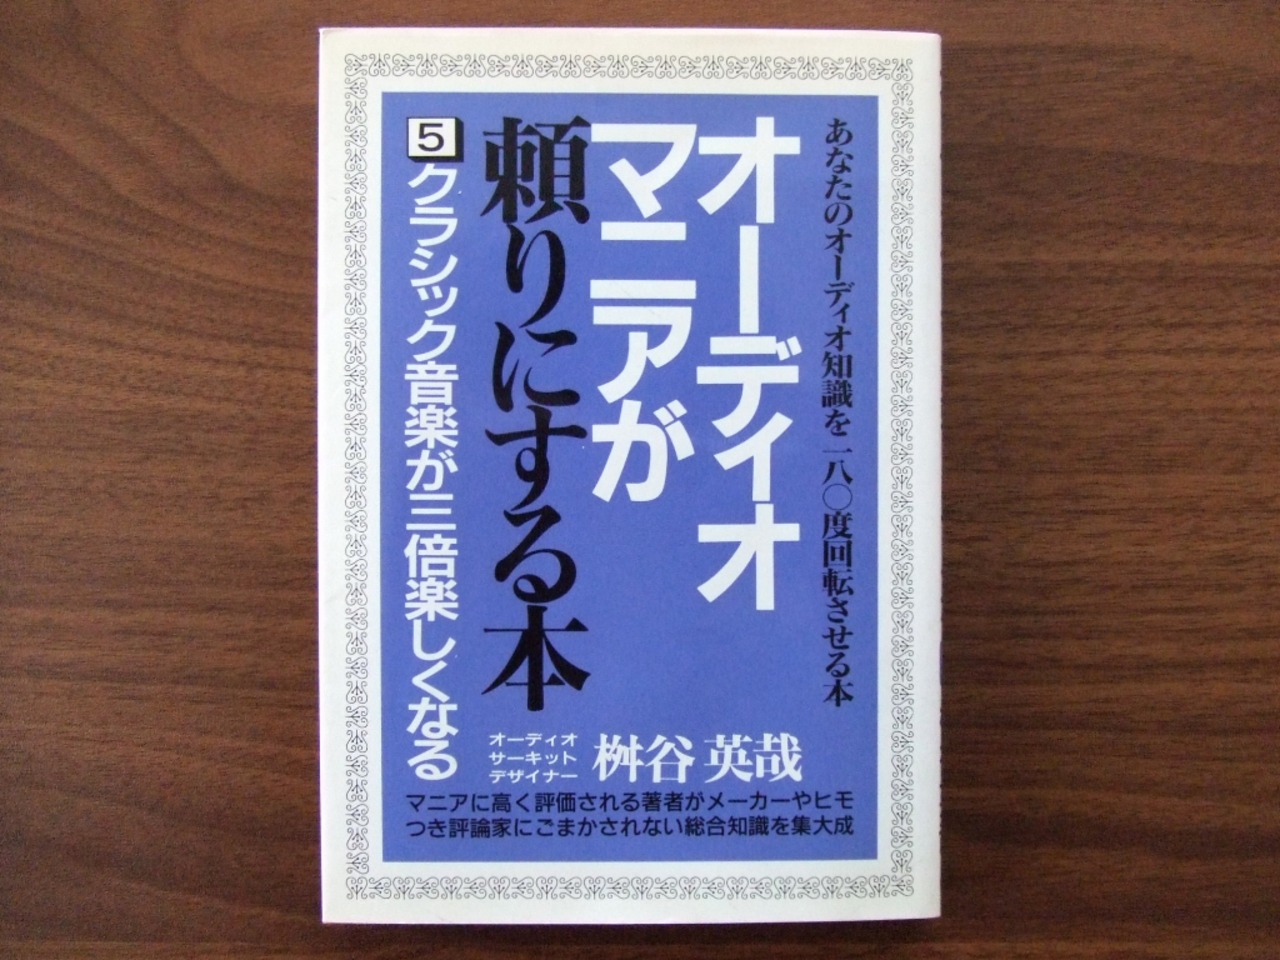 あなたのオーディオ知識を一八〇度回転させる本
オーディオ
マニアが
頼りにする本
5
クラシック音楽が三倍楽しくなる
オーディオ
サーキット
デザイナー
桝谷 英哉
マニアに高く評価される著者がメーカーやヒモ
つき評論家にごまかされない総合知識を集大成